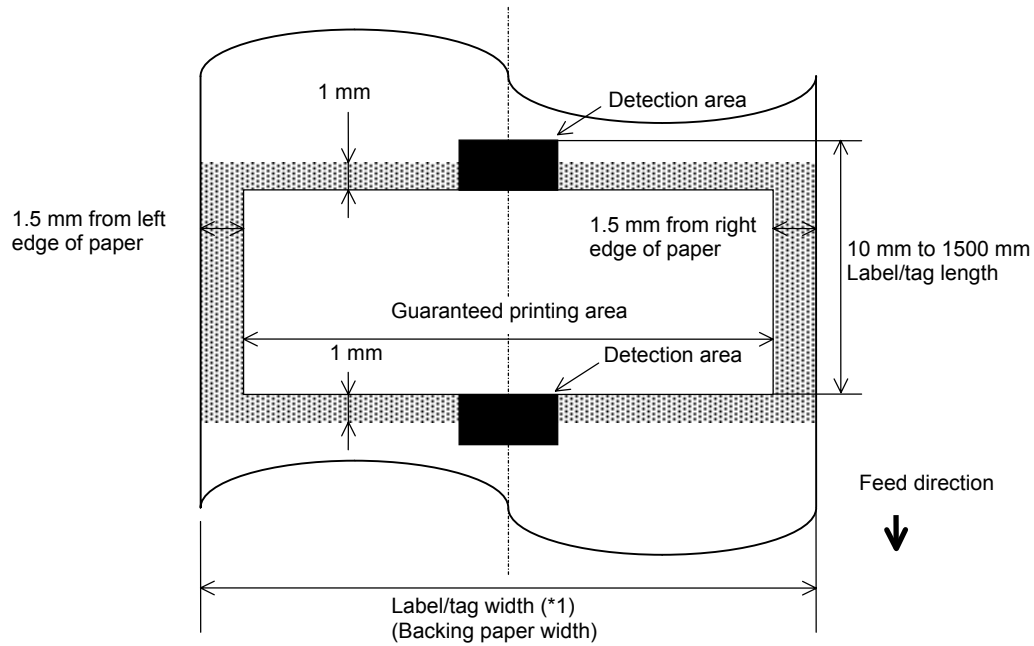 1 mm
Detection area
1.5 mm from left
edge of paper
1.5 mm from right
edge of paper
10 mm to 1500 mm
Label/tag length
Guaranteed printing area
1 mm
Detection area
Feed direction
Label/tag width (*1)
(Backing paper width)